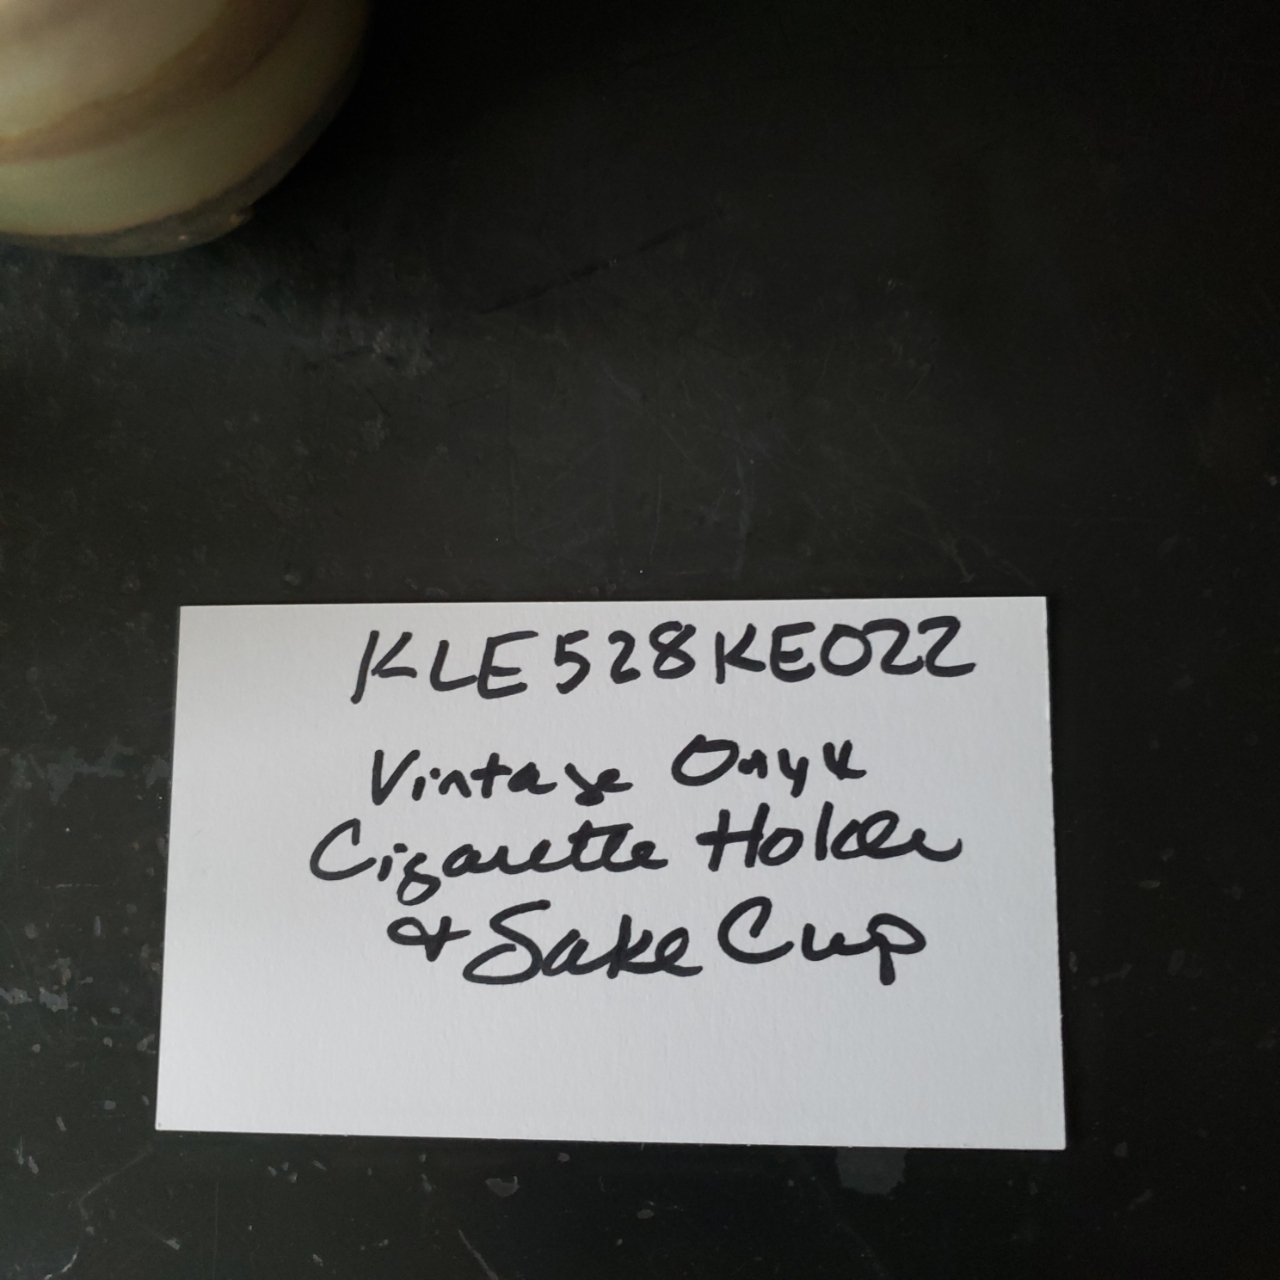 KLE528KE022
Vintage Onyx
Cigarette Holder
& Sake Cup